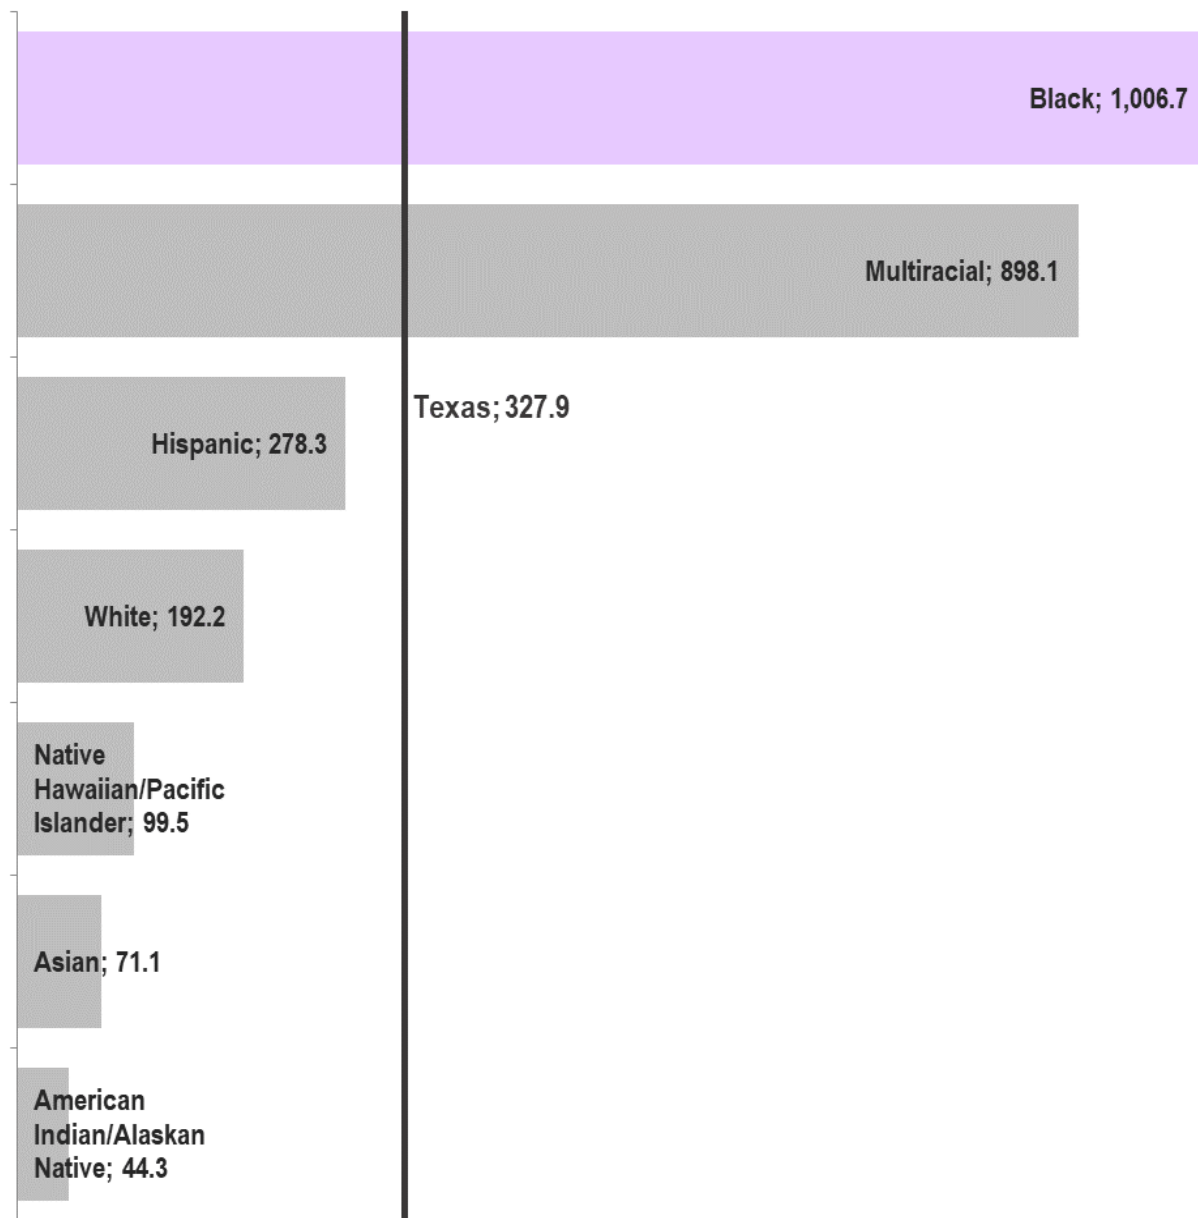 Black; 1,006.7
Multiracial; 898.1
Texas; 327.9
Hispanic; 278.3
White; 192.2
Native
Hawaiian/Pacific
Islander; 99.5
Asian; 71.1
American
Indian/Alaskan
Native; 44.3